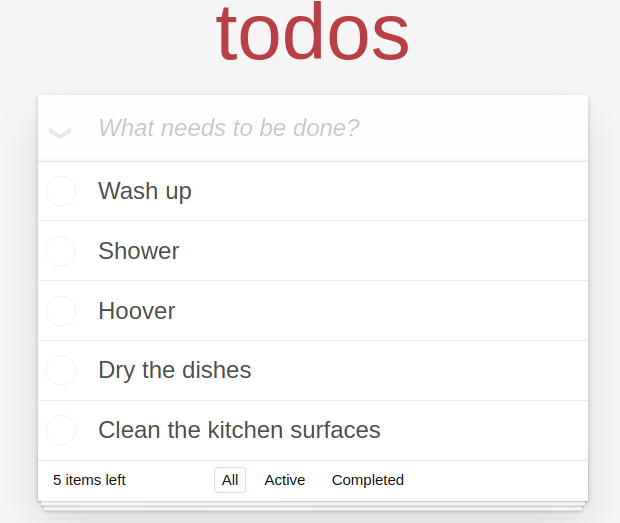 todos
What needs to be done?
Wash up
Shower
Hoover
Dry the dishes
Clean the kitchen surfaces
5 items left All Active Completed